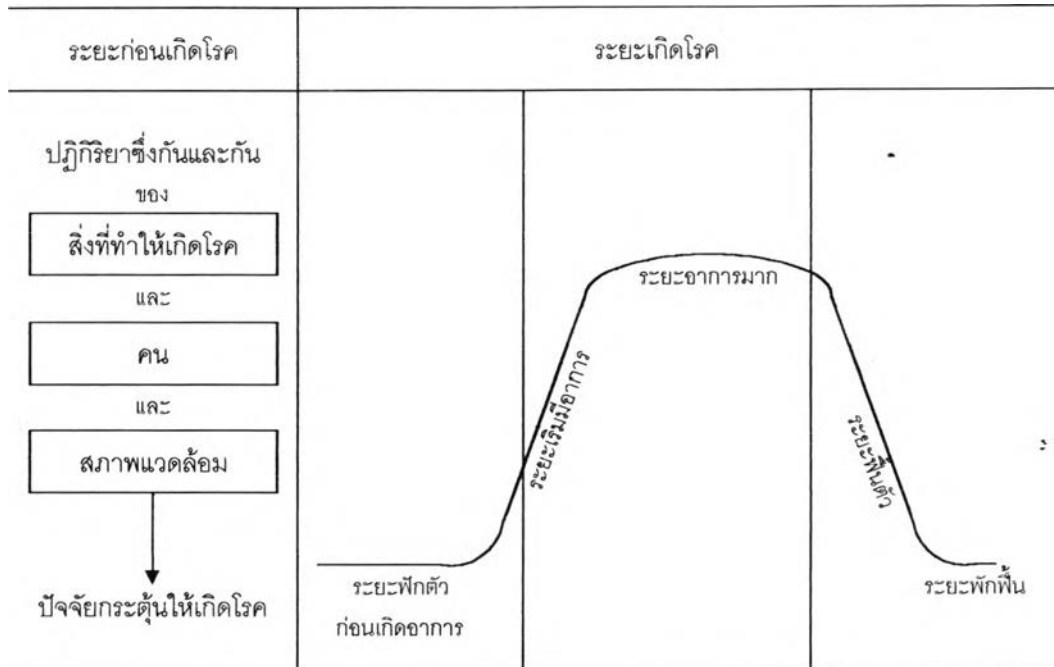 ระยะก่อนเกิดโรค
ระยะเกิดโรค
ปฏิกิริยาซึ่งกันและกัน
ของ
สิ่งที่ทำให้เกิดโรค
และ
คน
และ
สภาพแวดล้อม
ปัจจัยกระตุ้นให้เกิดโรค
ระยะฟักตัว
ก่อนเกิดอาการ
ระยะเริ่มมีอาการ
ระยะอาการมาก
ระยะฟื้นตัว
ระยะพักฟื้น